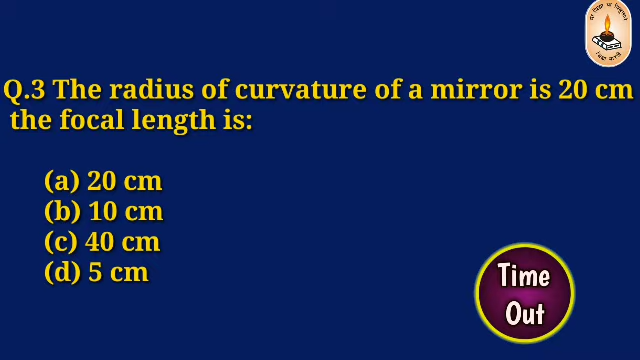 Q.3 The radius of curvature of a mirror is 20 cm
the focal length is:
(a) 20 cm
(b) 10 cm
(c) 40 cm
(d) 5 cm
Time
Out